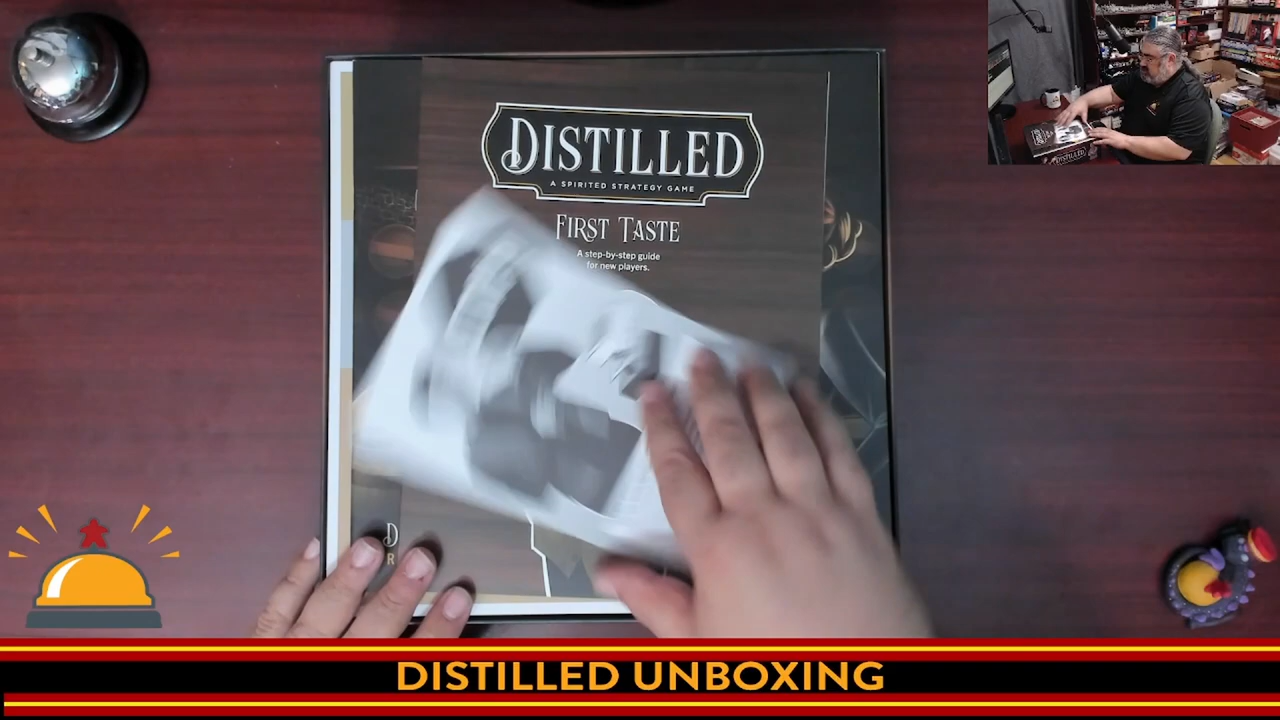 DISTILLED
A SPIRITED STRATEGY GAME
FIRST TASTE
A step-by-step guide
for new players.
D
R
DISTILLED UNBOXING